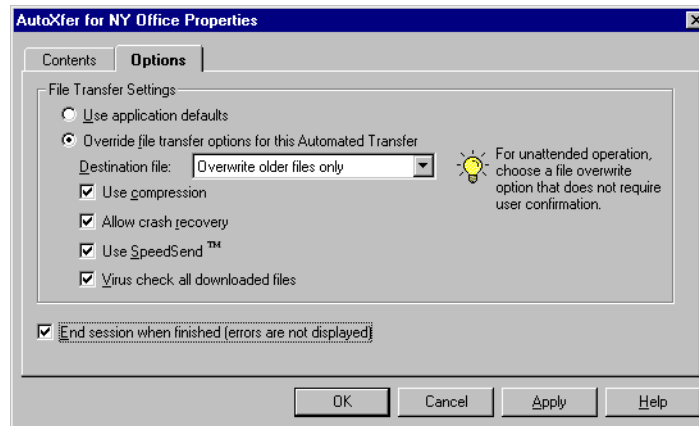 AutoXfer for NY Office Properties
Contents
Options
File Transfer Settings
Use application defaults
Override file transfer options for this Automated Transfer
Destination file: Overwrite older files only
For unattended operation,
choose a file overwrite
option that does not require
user confirmation.
Use compression
Allow crash recovery
Use SpeedSend ™
Virus check all downloaded files
End session when finished (errors are not displayed)
OK
Cancel
Apply
Help